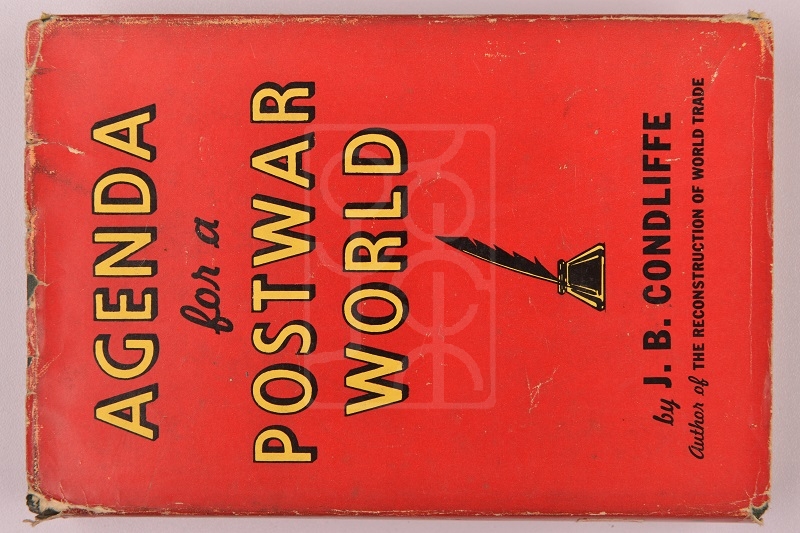 AGENDA
for a
POSTWAR
WORLD
by J. B. CONDLIFFE
Author of THE RECONSTRUCTION OF WORLD TRADE